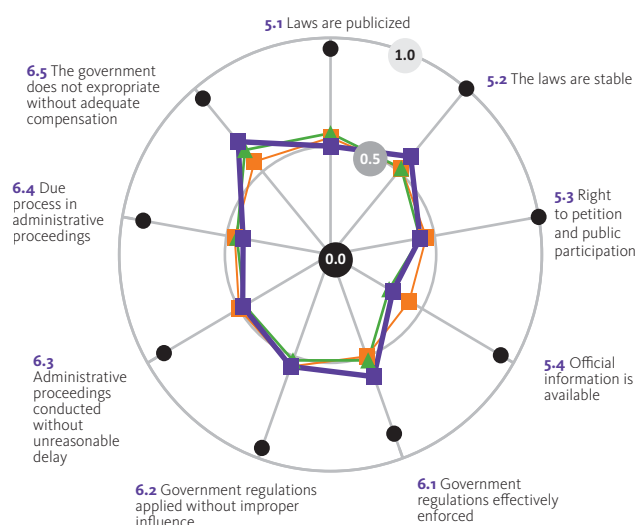 5.1 Laws are publicized
1.0
6.5 The government
does not expropriate
without adequate
compensation
5.2 The laws are stable
0.5
6.4 Due
process in
administrative
proceedings
5.3 Right
to petition
and public
participation
0.0
6.3
Administrative
proceedings
conducted
without
unreasonable
delay
5.4 Official
information is
available
6.2 Government regulations
applied without improper
influence
6.1 Government
regulations effectively
enforced